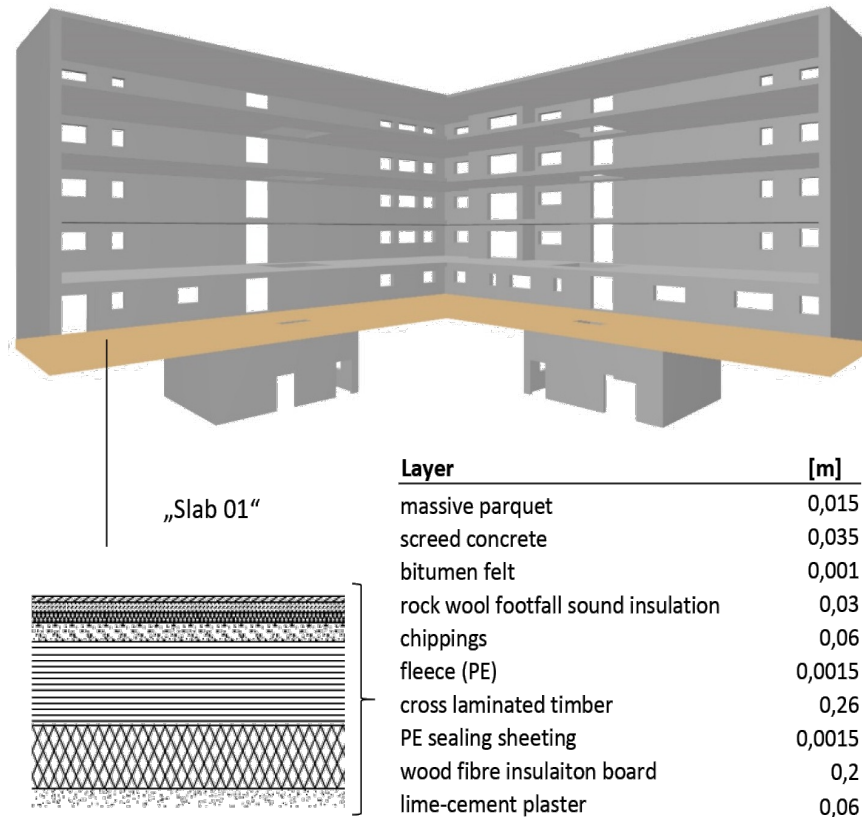 „Slab 01“
Layer [m]
massive parquet 0,015
screed concrete 0,035
bitumen felt 0,001
rock wool footfall sound insulation 0,03
chippings 0,06
fleece (PE) 0,0015
cross laminated timber 0,26
PE sealing sheeting 0,0015
wood fibre insulaiton board 0,2
lime-cement plaster 0,06